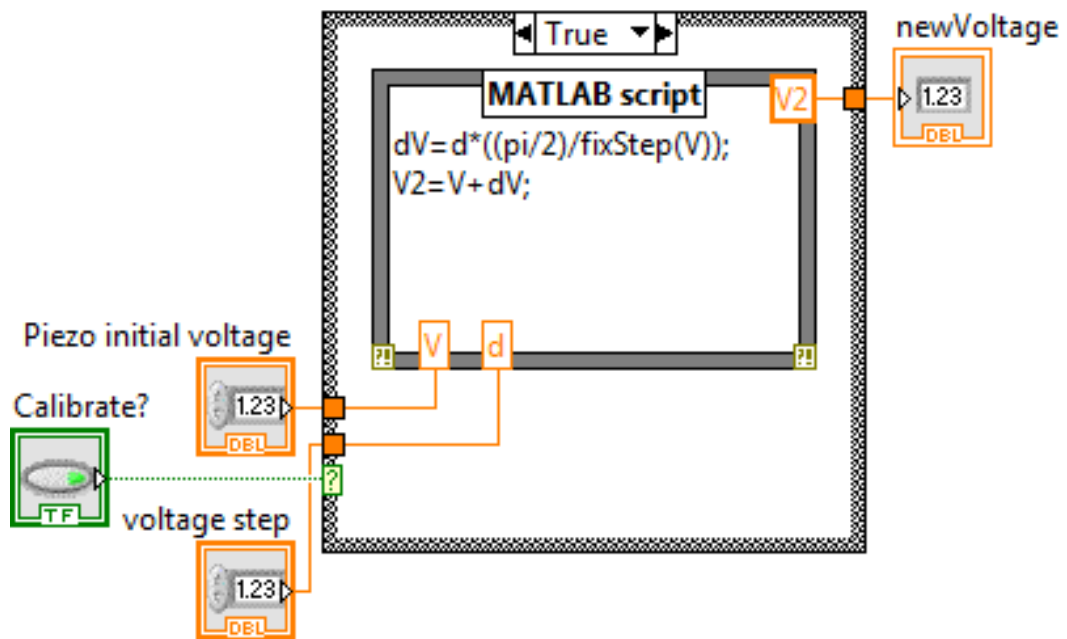 True
newVoltage
MATLAB script
V2
1.23
DBL
dV=d*((pi/2)/fixStep(V));
V2=V+dV;
Piezo initial voltage
V
d
?!
?!
1.23
DBL
Calibrate?
?
TF
voltage step
1.23
DBL